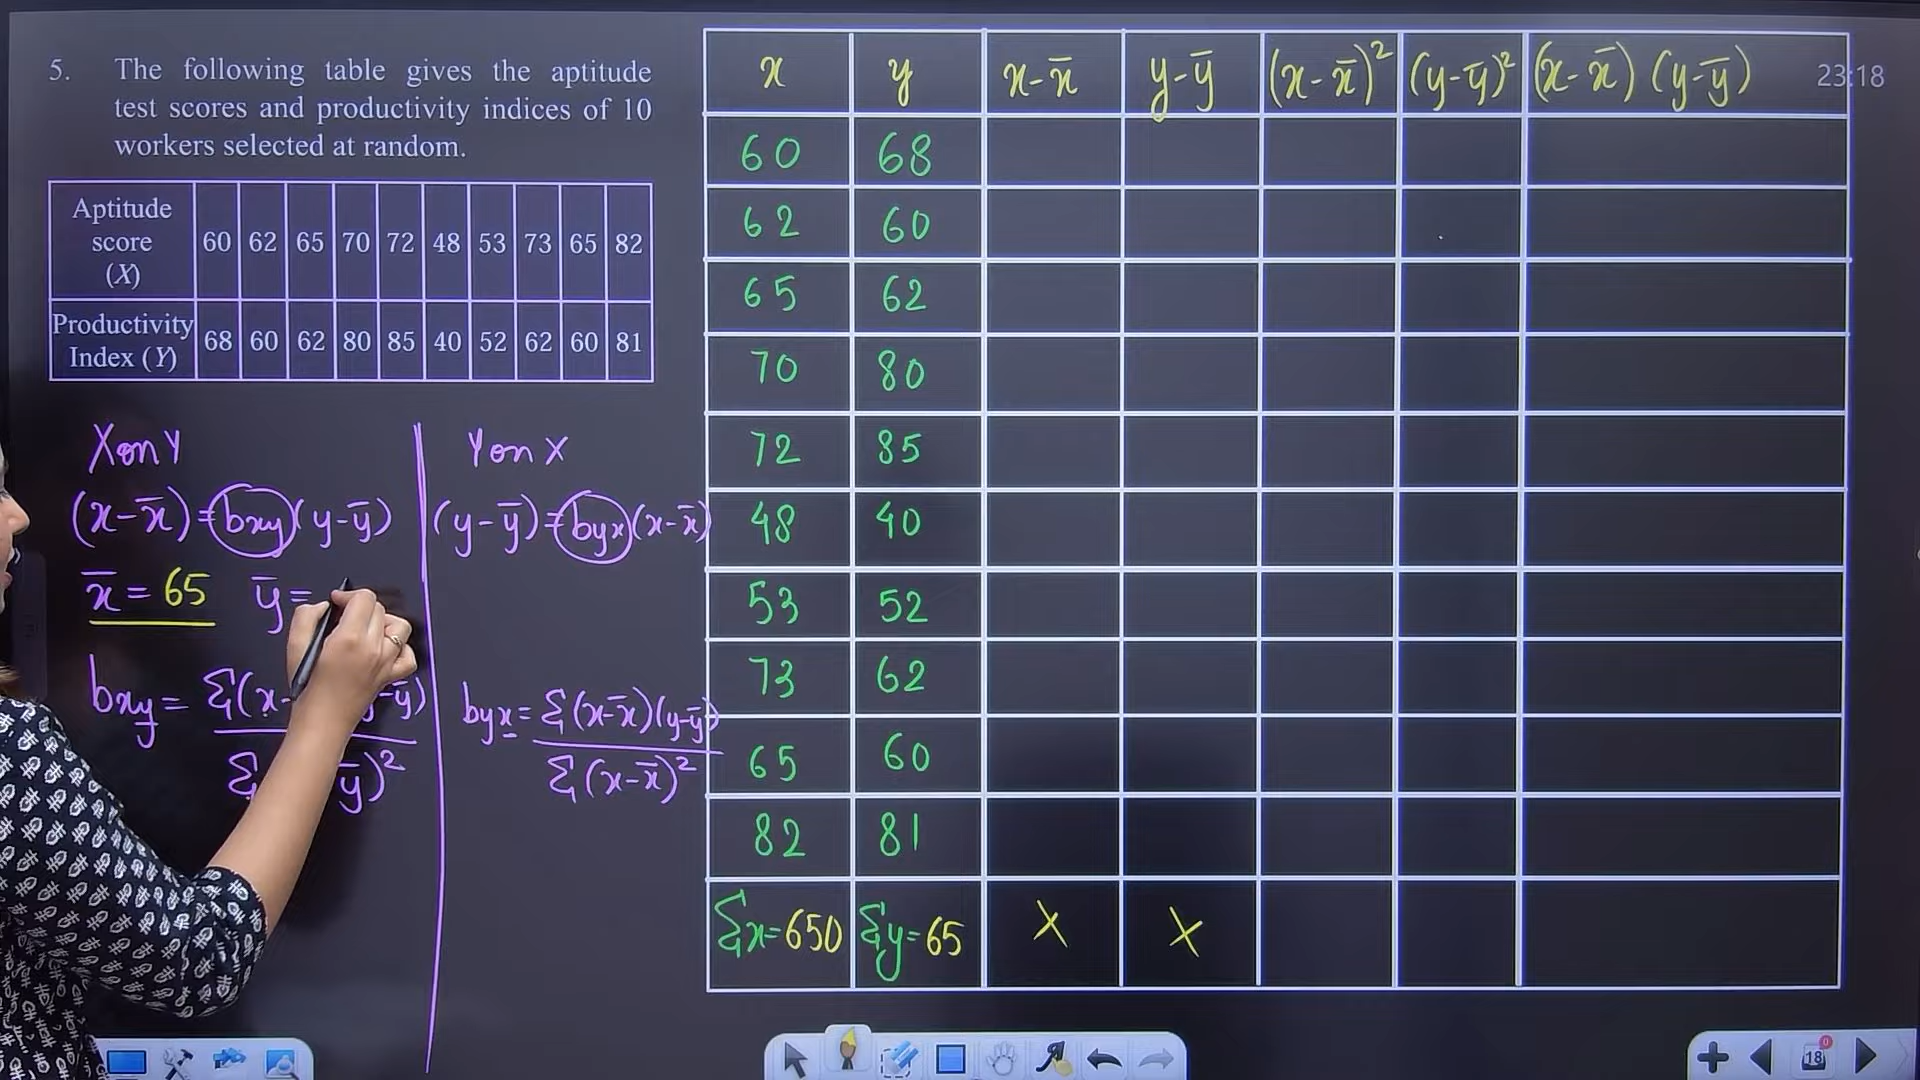 5. The following table gives the aptitude
test scores and productivity indices of 10
workers selected at random.
Aptitude score (X) 60 62 65 70 72 48 53 73 65 82
Productivity Index (Y) 68 60 62 80 85 40 52 62 60 81
X on Y
(x-x̄) = bxy (y-ȳ)
x̄ = 65 ȳ =
bxy = Σ(x- -ȳ)
Σ ȳ)²
Y on X
(y-ȳ) = byx (x-x̄)
byx = Σ(x-x̄)(y-ȳ)
Σ(x-x̄)²
x y x-x̄ y-ȳ (x-x̄)² (y-ȳ)² (x-x̄)(y-ȳ)
60 68
62 60
65 62
70 80
72 85
48 40
53 52
73 62
65 60
82 81
Σx=650 Σy=65 X X
23:18
18
0